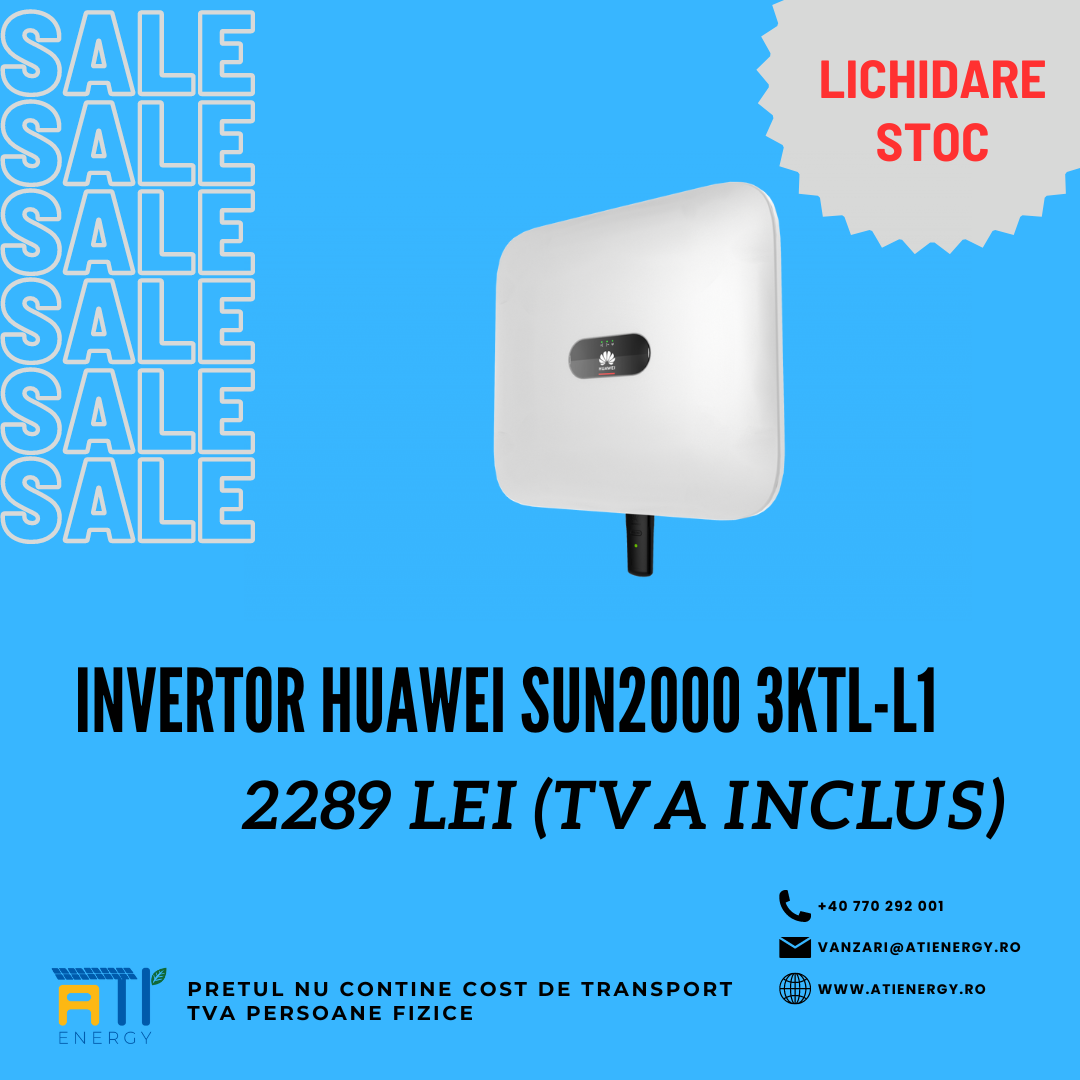 SALE
SALE
SALE
SALE
SALE
SALE
LICHIDARE
STOC
HUAWEI
INVERTOR HUAWEI SUN2000 3KTL-L1
2289 LEI (TVA INCLUS)
+40 770 292 001
VANZARI@ATIENERGY.RO
WWW.ATIENERGY.RO
ATI
ENERGY
PRETUL NU CONTINE COST DE TRANSPORT
TVA PERSOANE FIZICE